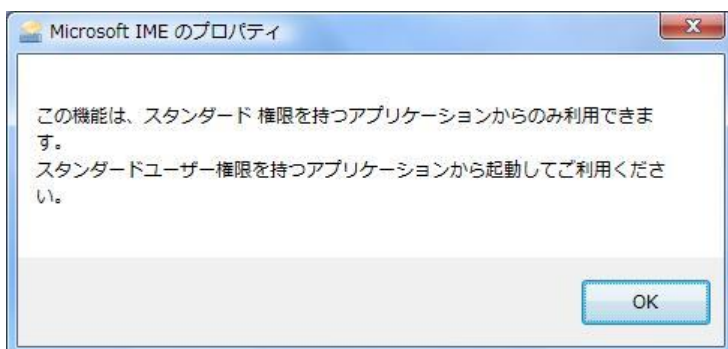 Microsoft IME のプロパティ
この機能は、スタンダード 権限を持つアプリケーションからのみ利用できま
す。
スタンダードユーザー権限を持つアプリケーションから起動してご利用くださ
い。
OK